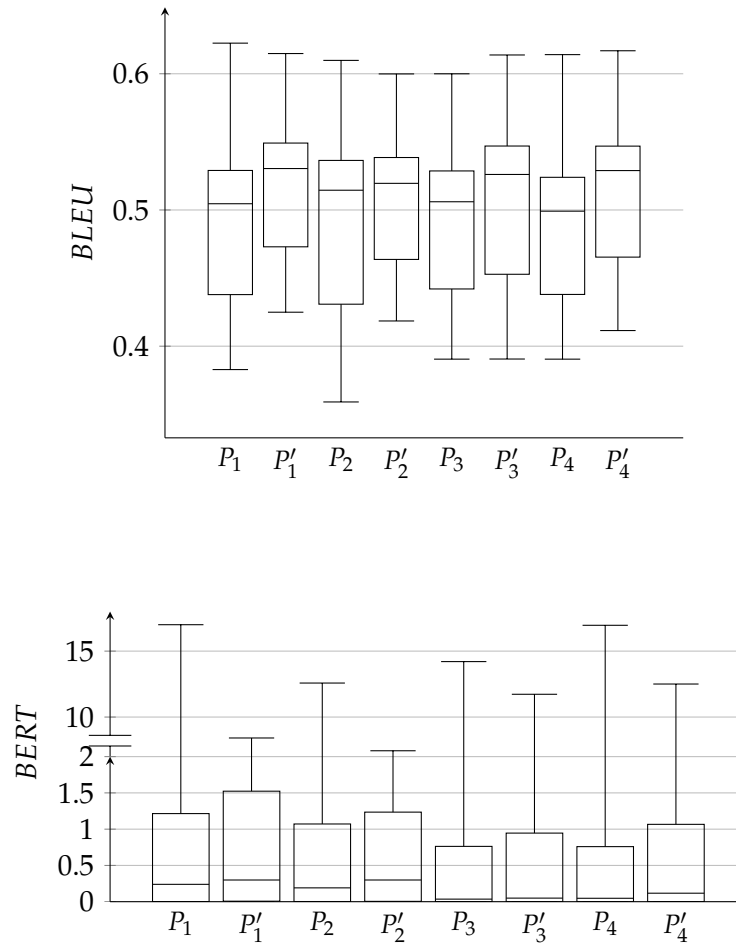 0.6
0.5
0.4
BLEU
P₁ P′₁ P₂ P′₂ P₃ P′₃ P₄ P′₄
15
10
2
1.5
1
0.5
0
BERT
P₁ P′₁ P₂ P′₂ P₃ P′₃ P₄ P′₄